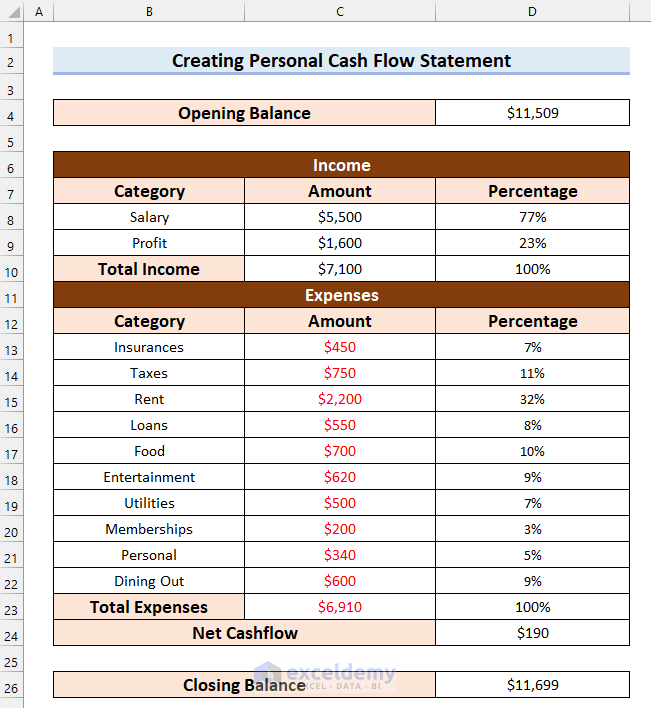 A B C D
1
2 Creating Personal Cash Flow Statement
3
4 Opening Balance $11,509
5
6 Income
7 Category Amount Percentage
8 Salary $5,500 77%
9 Profit $1,600 23%
10 Total Income $7,100 100%
11 Expenses
12 Category Amount Percentage
13 Insurances $450 7%
14 Taxes $750 11%
15 Rent $2,200 32%
16 Loans $550 8%
17 Food $700 10%
18 Entertainment $620 9%
19 Utilities $500 7%
20 Memberships $200 3%
21 Personal $340 5%
22 Dining Out $600 9%
23 Total Expenses $6,910 100%
24 Net Cashflow $190
25
exceldemy
26 Closing Balance $11,699
EXCEL - DATA - BI